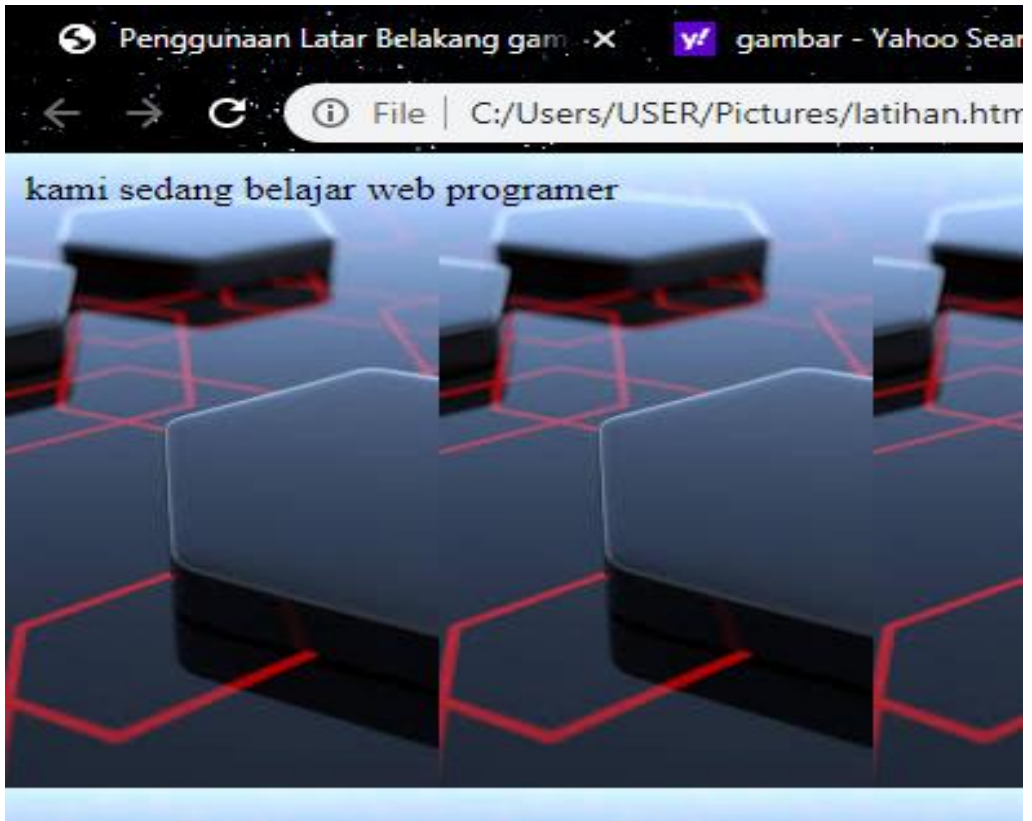 Penggunaan Latar Belakang gam
gambar - Yahoo Sear
File C:/Users/USER/Pictures/latihan.htm
kami sedang belajar web programer